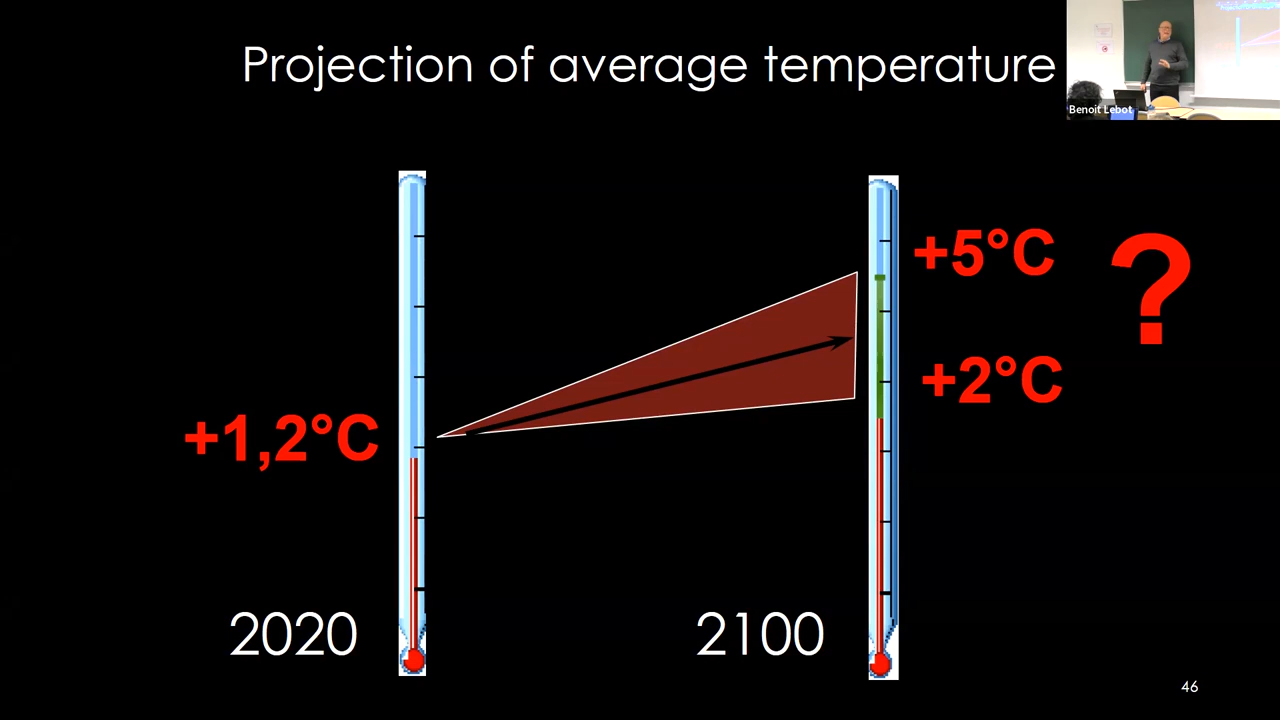 Projection of average temperature
Benoit Lebot
+5°C
?
+2°C
+1,2°C
2020
2100
46